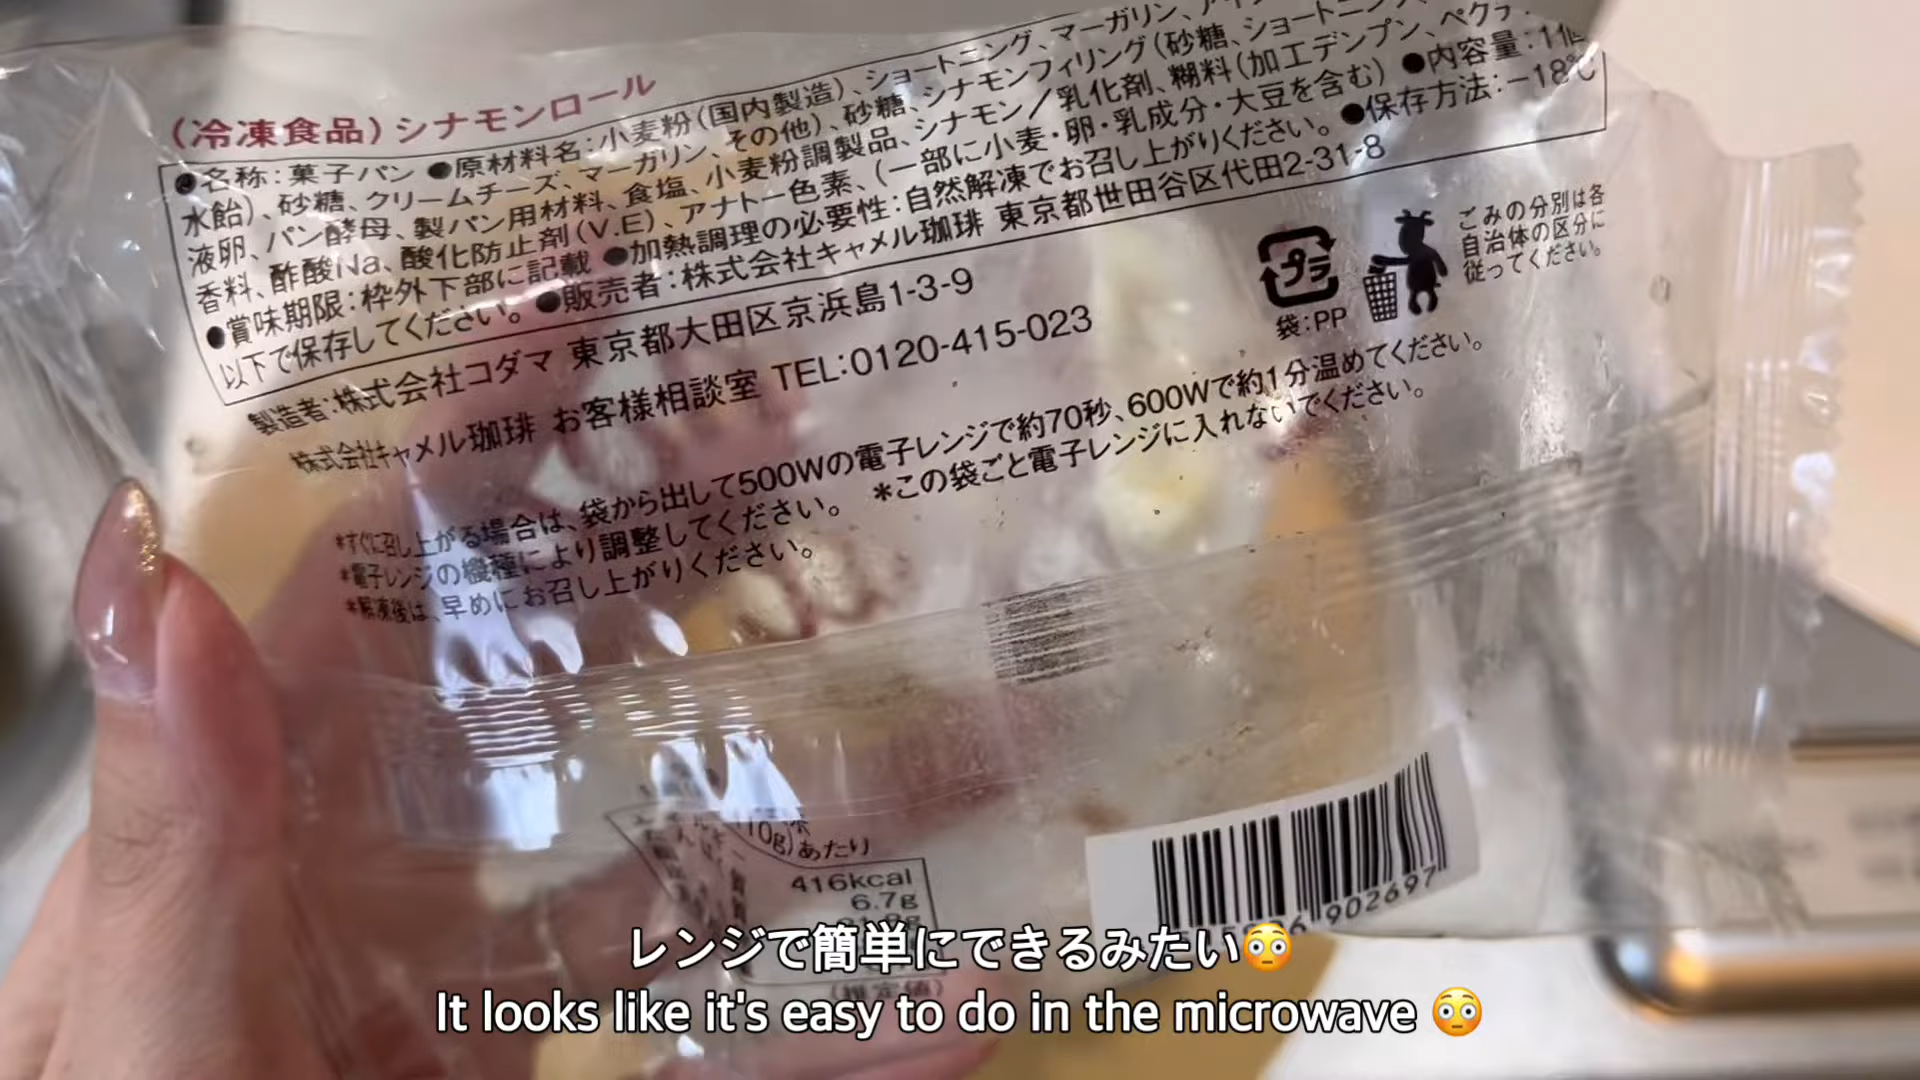 (冷凍食品)シナモンロール
●名称:菓子パン ●原材料名:小麦粉(国内製造)、ショートニング、マーガリン、
水飴)、砂糖、クリームチーズ、マーガリン、その他)、砂糖、シナモンフィリング(砂糖、ショートニング、
液卵、パン酵母、製パン用材料、食塩、小麦粉調製品、シナモン/乳化剤、糊料(加工デンプン、ペクチ
香料、酢酸Na、酸化防止剤(V.E)、アナトー色素、(一部に小麦・卵・乳成分・大豆を含む) ●内容量:1個
●賞味期限:枠外下部に記載 ●加熱調理の必要性:自然解凍でお召し上がりください。 ●保存方法:-18℃
以下で保存してください。 ●販売者:株式会社キャメル珈琲 東京都世田谷区代田2-31-8
製造者:株式会社コダマ 東京都大田区京浜島1-3-9
株式会社キャメル珈琲 お客様相談室 TEL:0120-415-023
プラ
袋:PP
ごみの分別は各
自治体の区分に
従ってください。
*すぐに召し上がる場合は、袋から出して500Wの電子レンジで約70秒、600Wで約1分温めてください。
*電子レンジの機種により調整してください。 *この袋ごと電子レンジに入れないでください。
*解凍後は、早めにお召し上がりください。
あたり
416kcal
6.7g
(推定値)
902697
レンジで簡単にできるみたい😳
It looks like it's easy to do in the microwave 😳